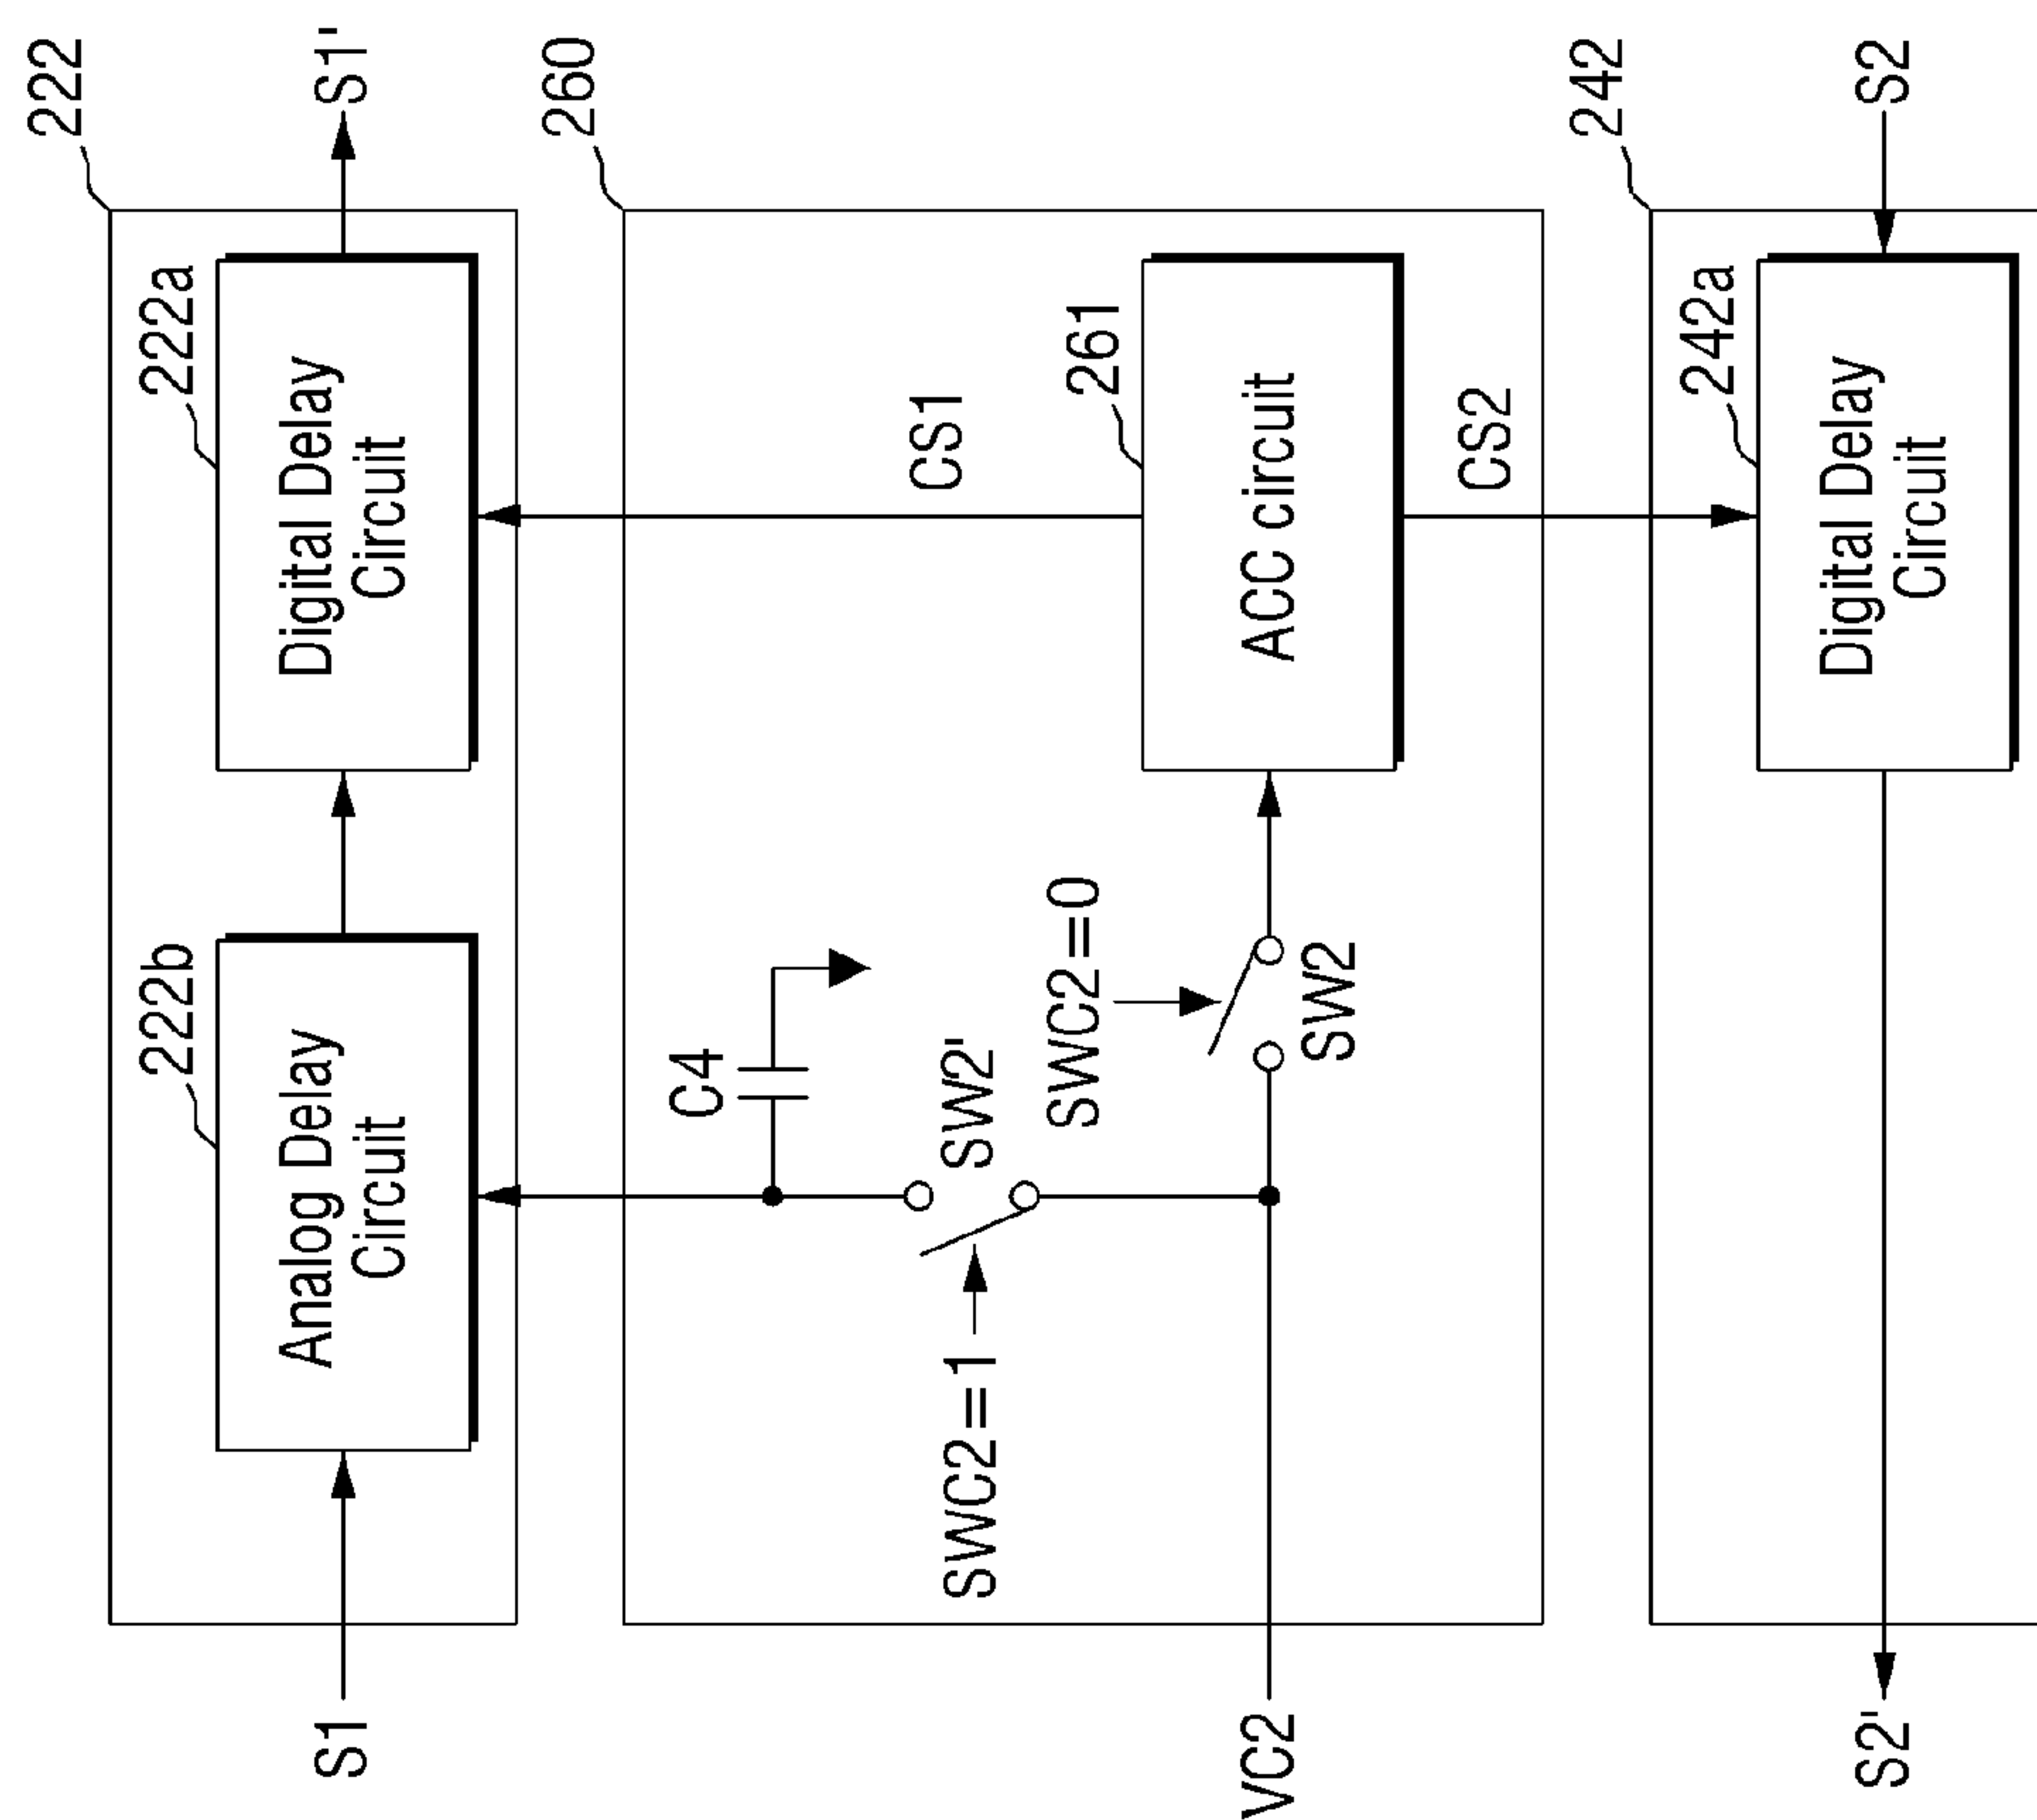 222
S1
222b
Analog Delay
Circuit
222a
Digital Delay
Circuit
S1'
260
C4
SW2'
SWC2=1
SWC2=0
SW2
VC2
CS1
261
ACC circuit
CS2
242
242a
Digital Delay
Circuit
S2
S2'